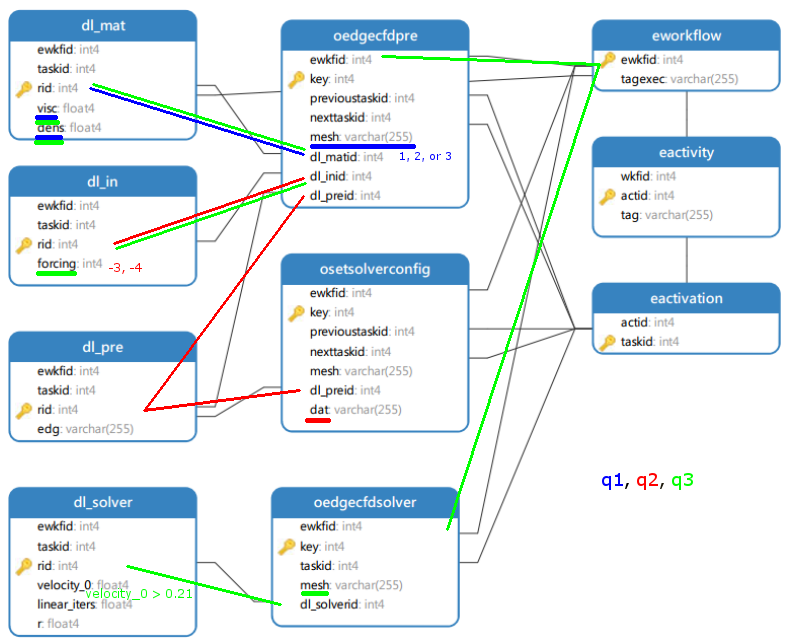 dl_mat
ewkfid: int4
taskid: int4
rid: int4
visc: float4
dens: float4
dl_in
ewkfid: int4
taskid: int4
rid: int4
forcing: int4
-3, -4
dl_pre
ewkfid: int4
taskid: int4
rid: int4
edg: varchar(255)
dl_solver
ewkfid: int4
taskid: int4
rid: int4
velocity_0: float4
velocity_0 > 0.21
linear_iters: float4
r: float4
oedgecfdpre
ewkfid: int4
key: int4
previoustaskid: int4
nexttaskid: int4
mesh: varchar(255)
dl_matid: int4 1, 2, or 3
dl_inid: int4
dl_preid: int4
osetsolverconfig
ewkfid: int4
key: int4
previoustaskid: int4
nexttaskid: int4
mesh: varchar(255)
dl_preid: int4
dat: varchar(255)
oedgecfdsolver
ewkfid: int4
key: int4
taskid: int4
mesh: varchar(255)
dl_solverid: int4
eworkflow
ewkfid: int4
tagexec: varchar(255)
eactivity
wkfid: int4
actid: int4
tag: varchar(255)
eactivation
actid: int4
taskid: int4
q1, q2, q3